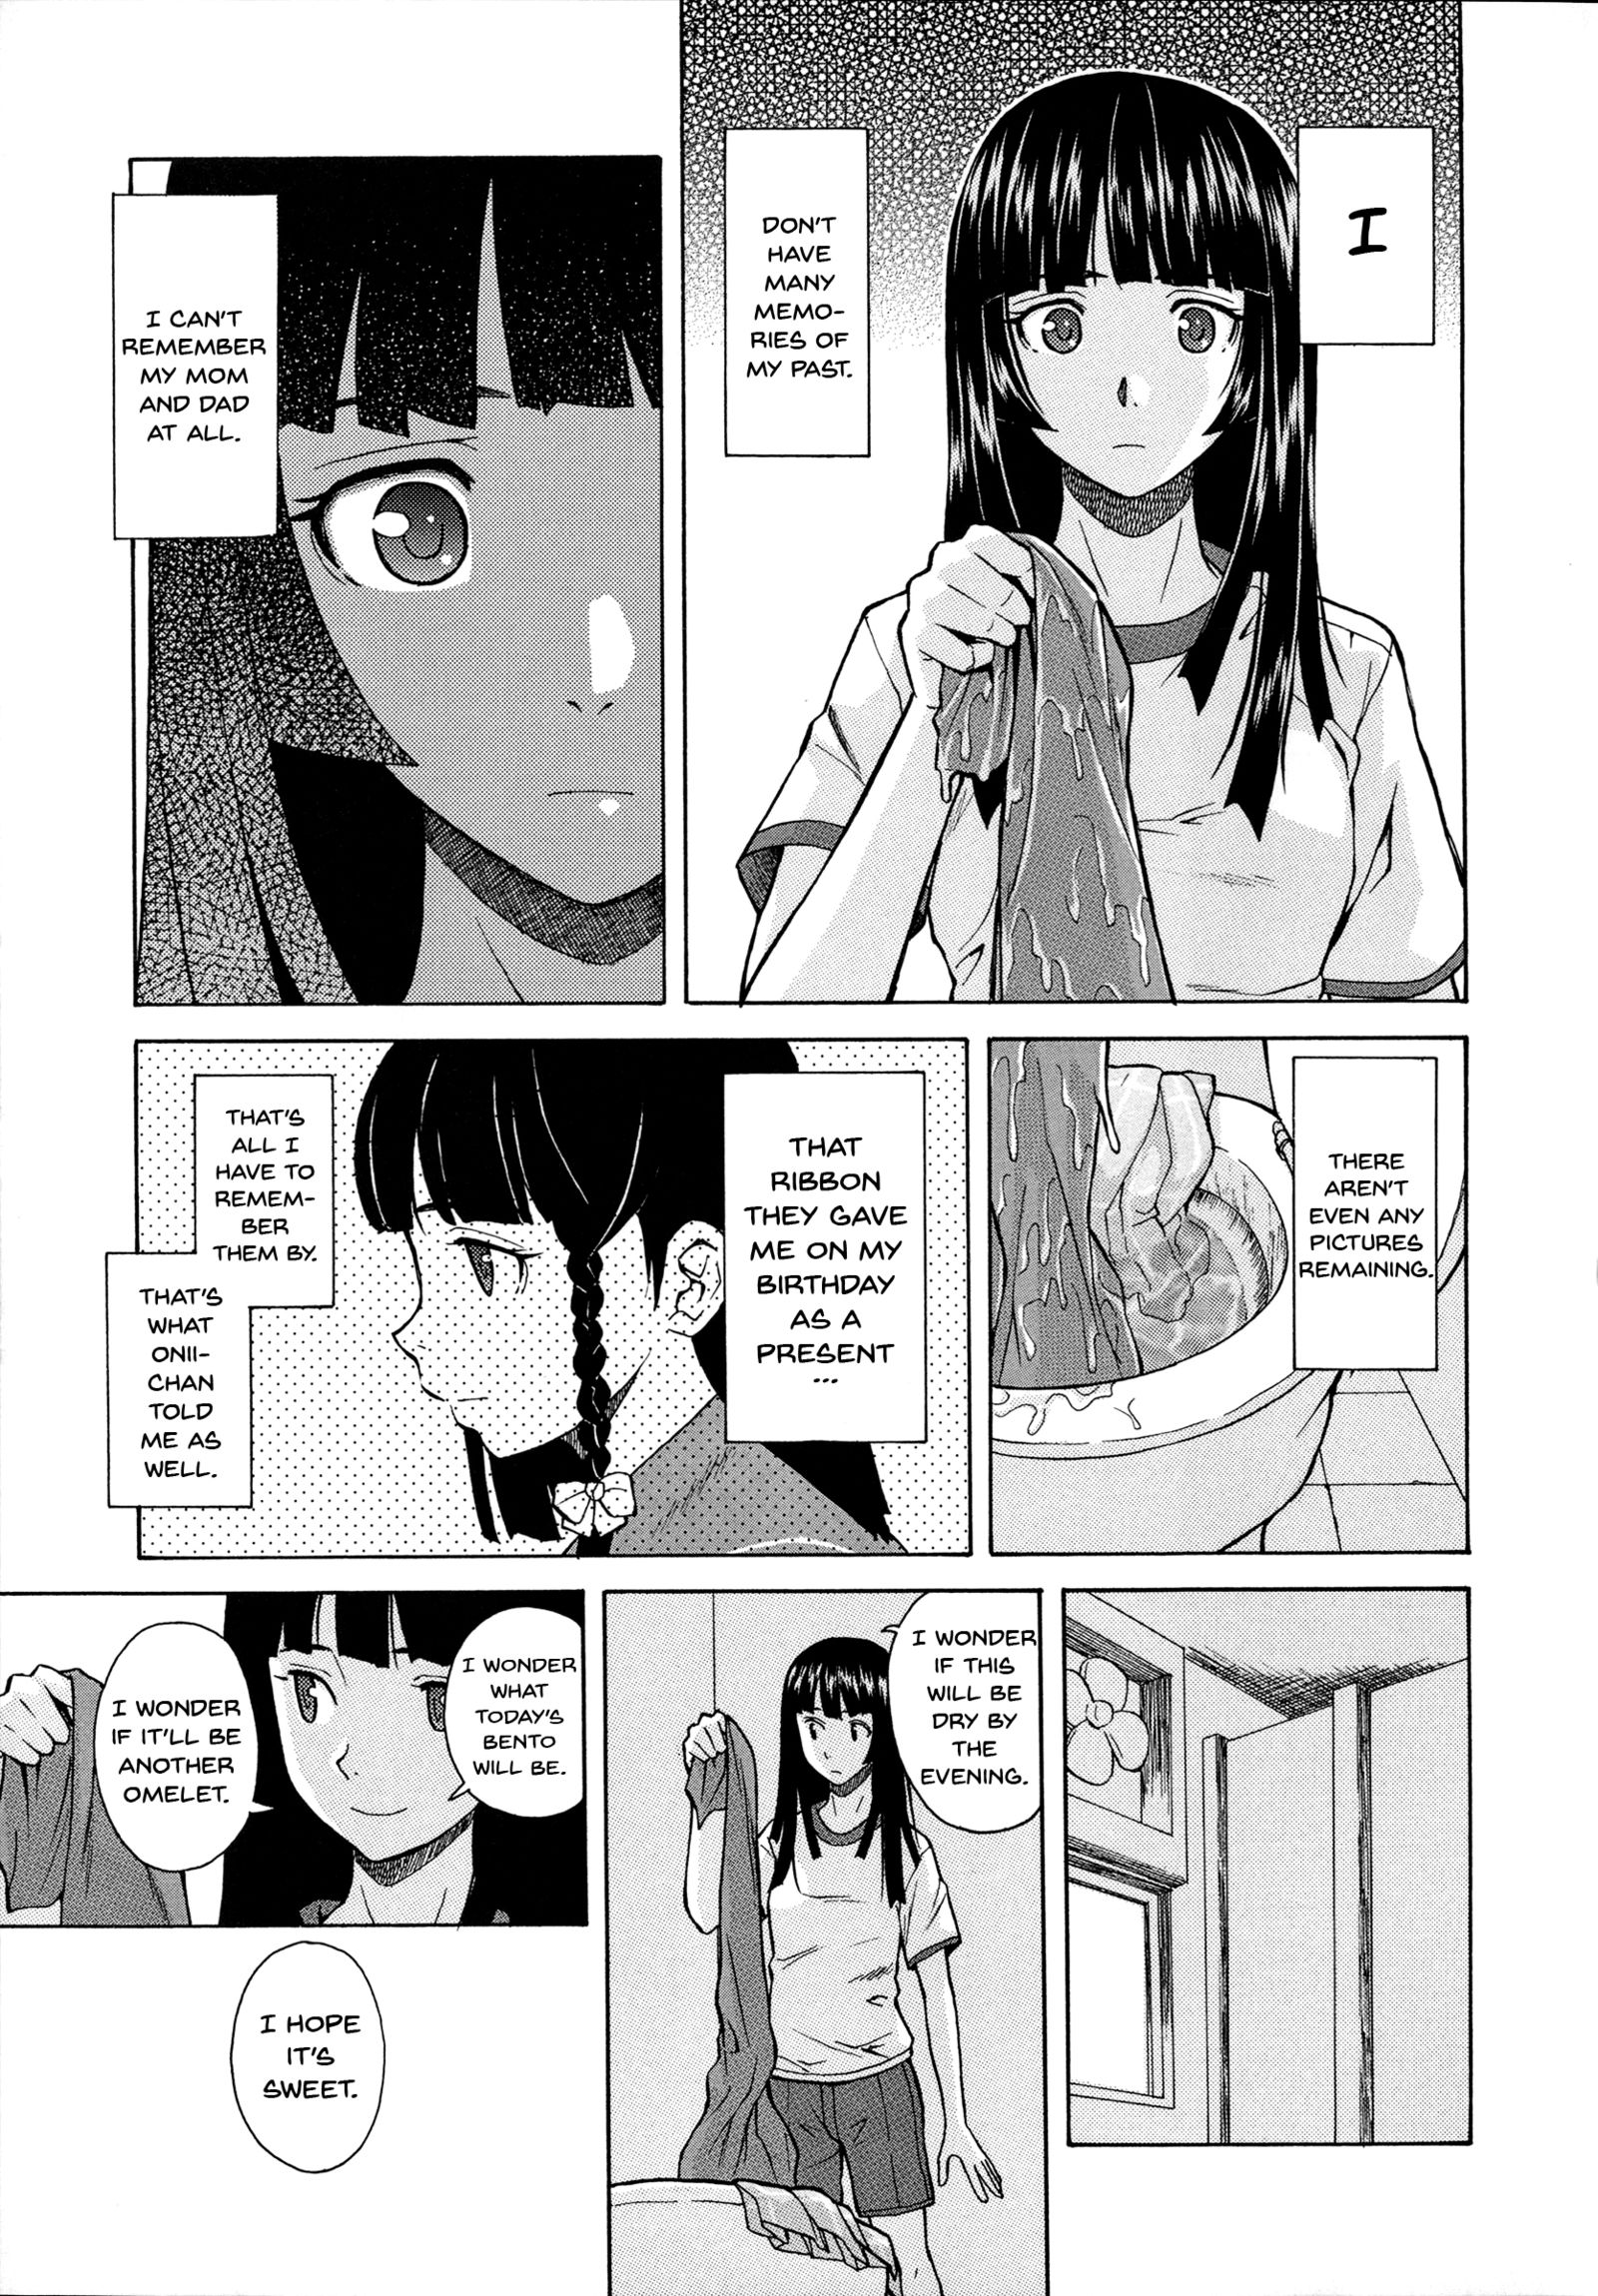 I
DON'T
HAVE
MANY
MEMO-
RIES OF
MY PAST.
I CAN'T
REMEMBER
MY MOM
AND DAD
AT ALL.
THERE
AREN'T
EVEN ANY
PICTURES
REMAINING.
THAT
RIBBON
THEY GAVE
ME ON MY
BIRTHDAY
AS A
PRESENT
...
THAT'S
ALL I
HAVE TO
REMEM-
BER
THEM BY.
THAT'S
WHAT
ONII-
CHAN
TOLD
ME AS
WELL.
I WONDER
IF THIS
WILL BE
DRY BY
THE
EVENING.
I WONDER
WHAT
TODAY'S
BENTO
WILL BE.
I WONDER
IF IT'LL BE
ANOTHER
OMELET.
I HOPE
IT'S
SWEET.